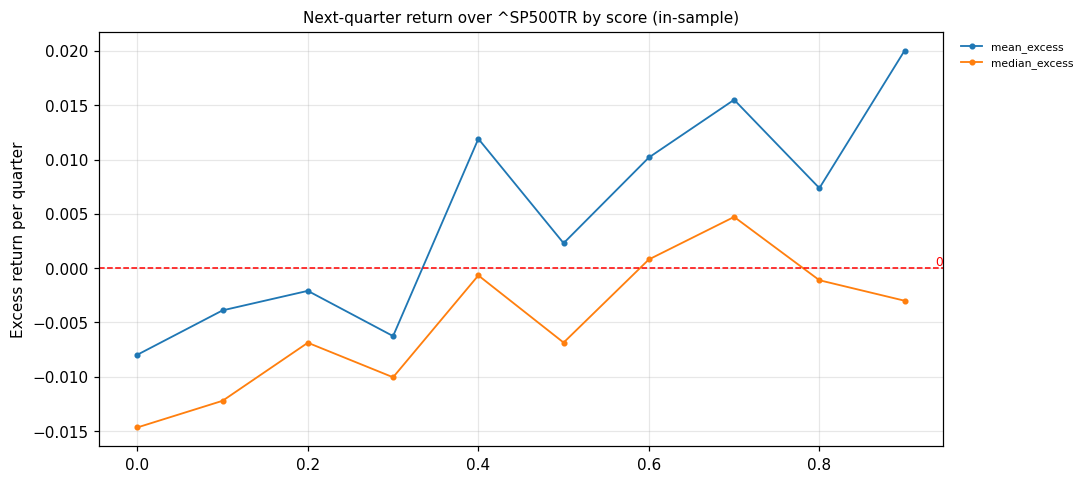 Next-quarter return over ^SP500TR by score (in-sample)
mean_excess
median_excess
Excess return per quarter
0.020
0.015
0.010
0.005
0.000
−0.005
−0.010
−0.015
0
0.0 0.2 0.4 0.6 0.8